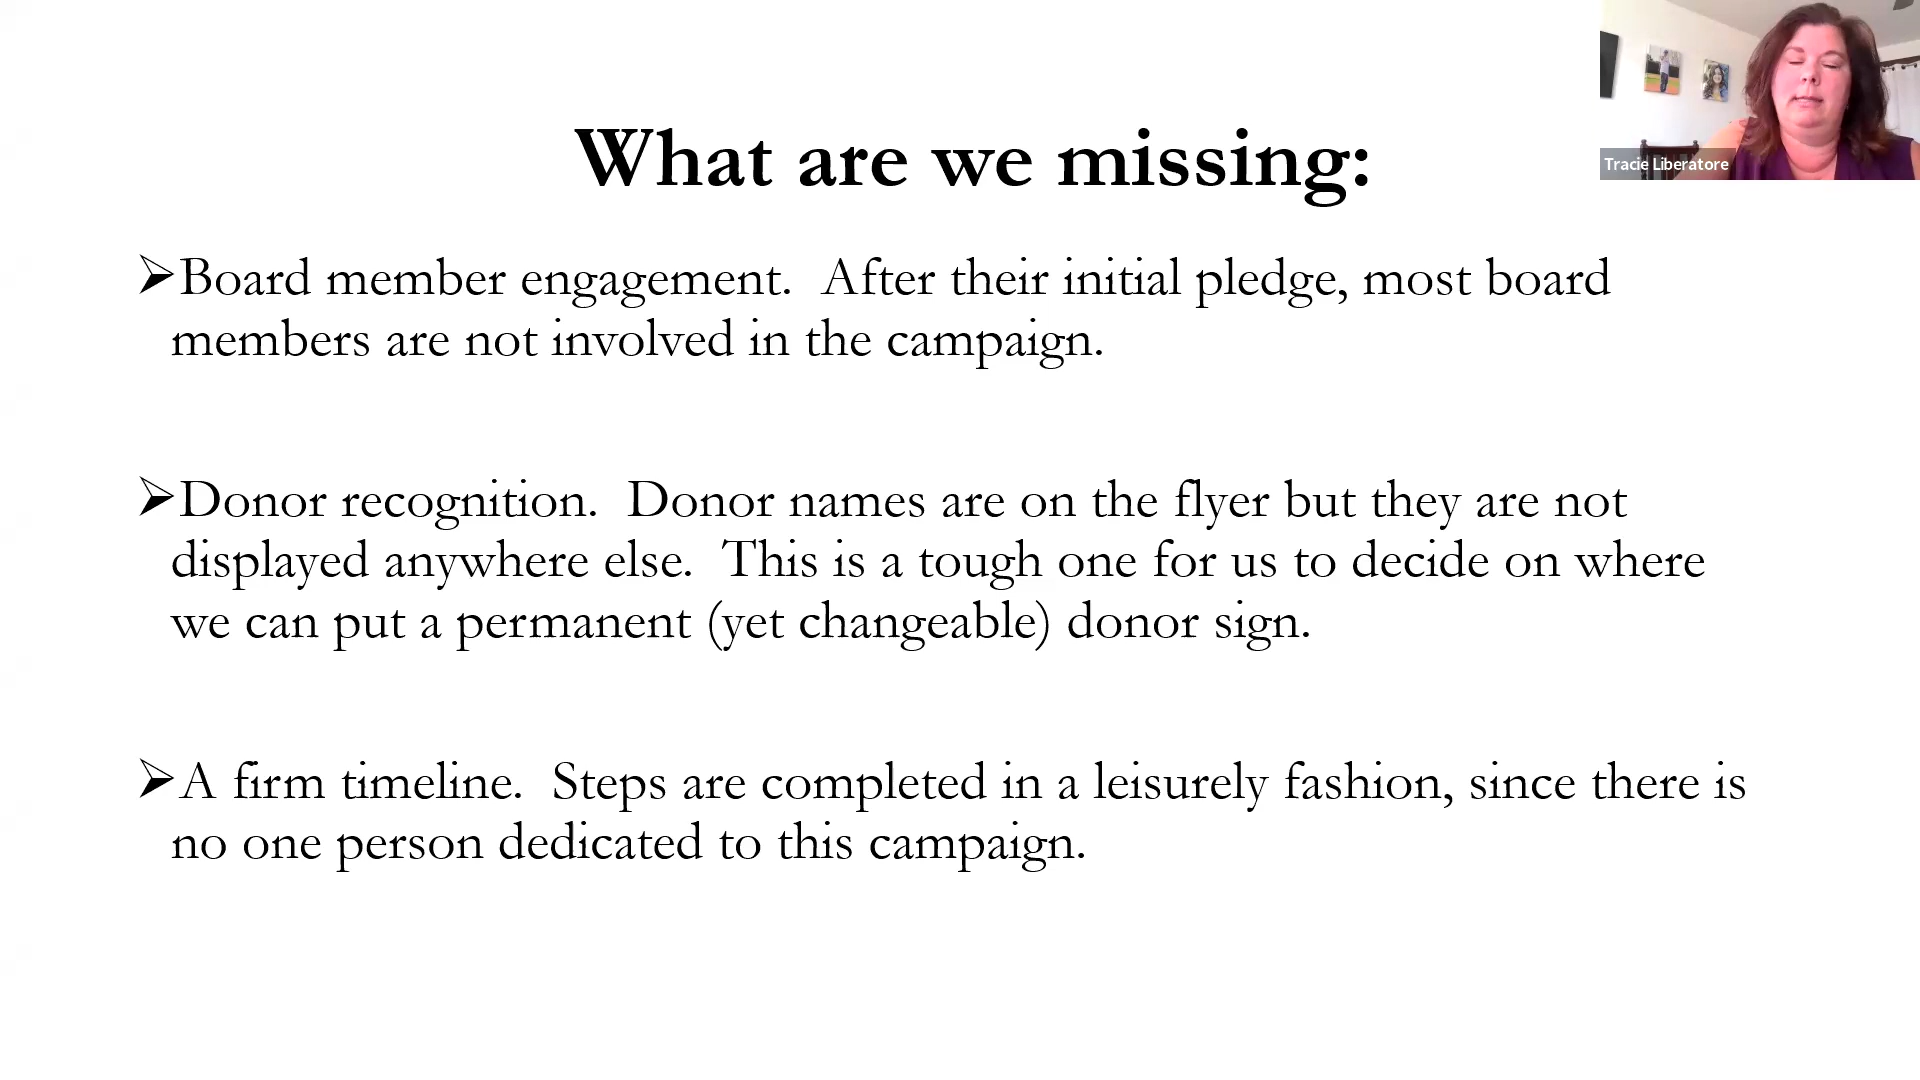 What are we missing:
Tracie Liberatore
➢Board member engagement.  After their initial pledge, most board
members are not involved in the campaign.
➢Donor recognition.  Donor names are on the flyer but they are not
displayed anywhere else.  This is a tough one for us to decide on where
we can put a permanent (yet changeable) donor sign.
➢A firm timeline.  Steps are completed in a leisurely fashion, since there is
no one person dedicated to this campaign.